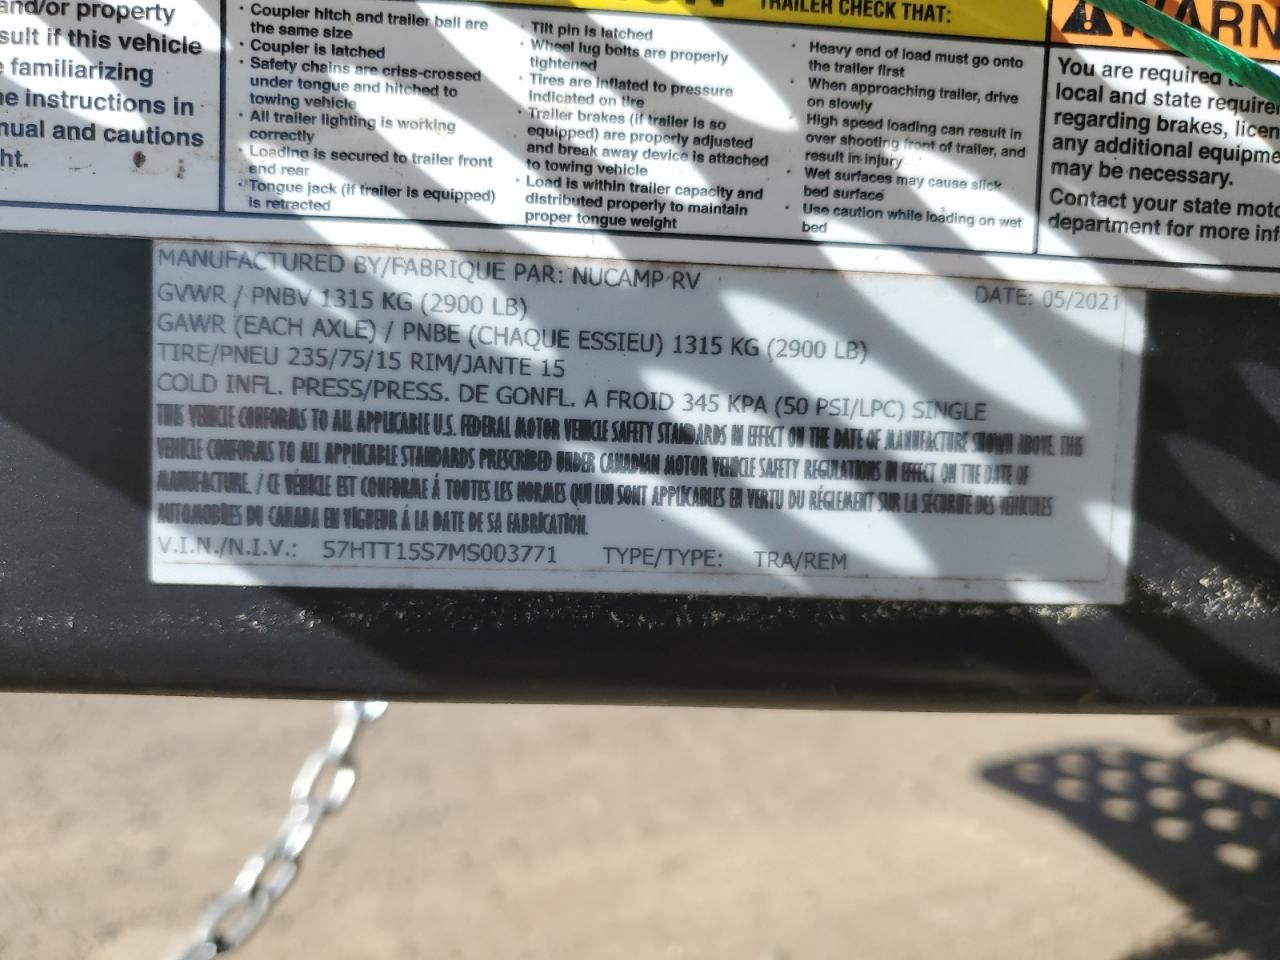 and/or property
sult if this vehicle
familiarizing
e instructions in
nual and cautions
ht.
TRAILER CHECK THAT:
• Coupler hitch and trailer ball are
the same size
• Coupler is latched
• Safety chains are criss-crossed
under tongue and hitched to
towing vehicle
• All trailer lighting is working
correctly
• Loading is secured to trailer front
and rear
• Tongue jack (if trailer is equipped)
is retracted
Tilt pin is latched
• Wheel lug bolts are properly
tightened
• Tires are inflated to pressure
indicated on tire
• Trailer brakes (if trailer is so
equipped) are properly adjusted
and break away device is attached
to towing vehicle
• Load is within trailer capacity and
distributed properly to maintain
proper tongue weight
• Heavy end of load must go onto
the trailer first
• When approaching trailer, drive
on slowly
• High speed loading can result in
over shooting front of trailer, and
result in injury
• Wet surfaces may cause slick
bed surface
• Use caution while loading on wet
bed
WARN
You are required
local and state require
regarding brakes, licen
any additional equipme
may be necessary.
Contact your state moto
department for more inf
MANUFACTURED BY/FABRIQUE PAR: NUCAMP RV
DATE: 05/2021
GVWR / PNBV 1315 KG (2900 LB)
GAWR (EACH AXLE) / PNBE (CHAQUE ESSIEU) 1315 KG (2900 LB)
TIRE/PNEU 235/75/15 RIM/JANTE 15
COLD INFL. PRESS/PRESS. DE GONFL. A FROID 345 KPA (50 PSI/LPC) SINGLE
THIS VEHICLE CONFORMS TO ALL APPLICABLE U.S. FEDERAL MOTOR VEHICLE SAFETY STANDARDS IN EFFECT ON THE DATE OF MANUFACTURE SHOWN ABOVE. THIS
VEHICLE CONFORMS TO ALL APPLICABLE STANDARDS PRESCRIBED UNDER CANADIAN MOTOR VEHICLE SAFETY REGULATIONS IN EFFECT ON THE DATE OF
MANUFACTURE. / CE VÉHICLE EST CONFORME À TOUTES LES NORMES QUI LUI SONT APPLICABLES EN VERTU DU RÉGLEMENT SUR LA SÉCURITÉ DES VEHICULES
AUTOMOBILES DU CANADA EN VIGUEUR À LA DATE DE SA FABRICATION.
V.I.N./N.I.V.: 57HTT15S7MS003771 TYPE/TYPE: TRA/REM